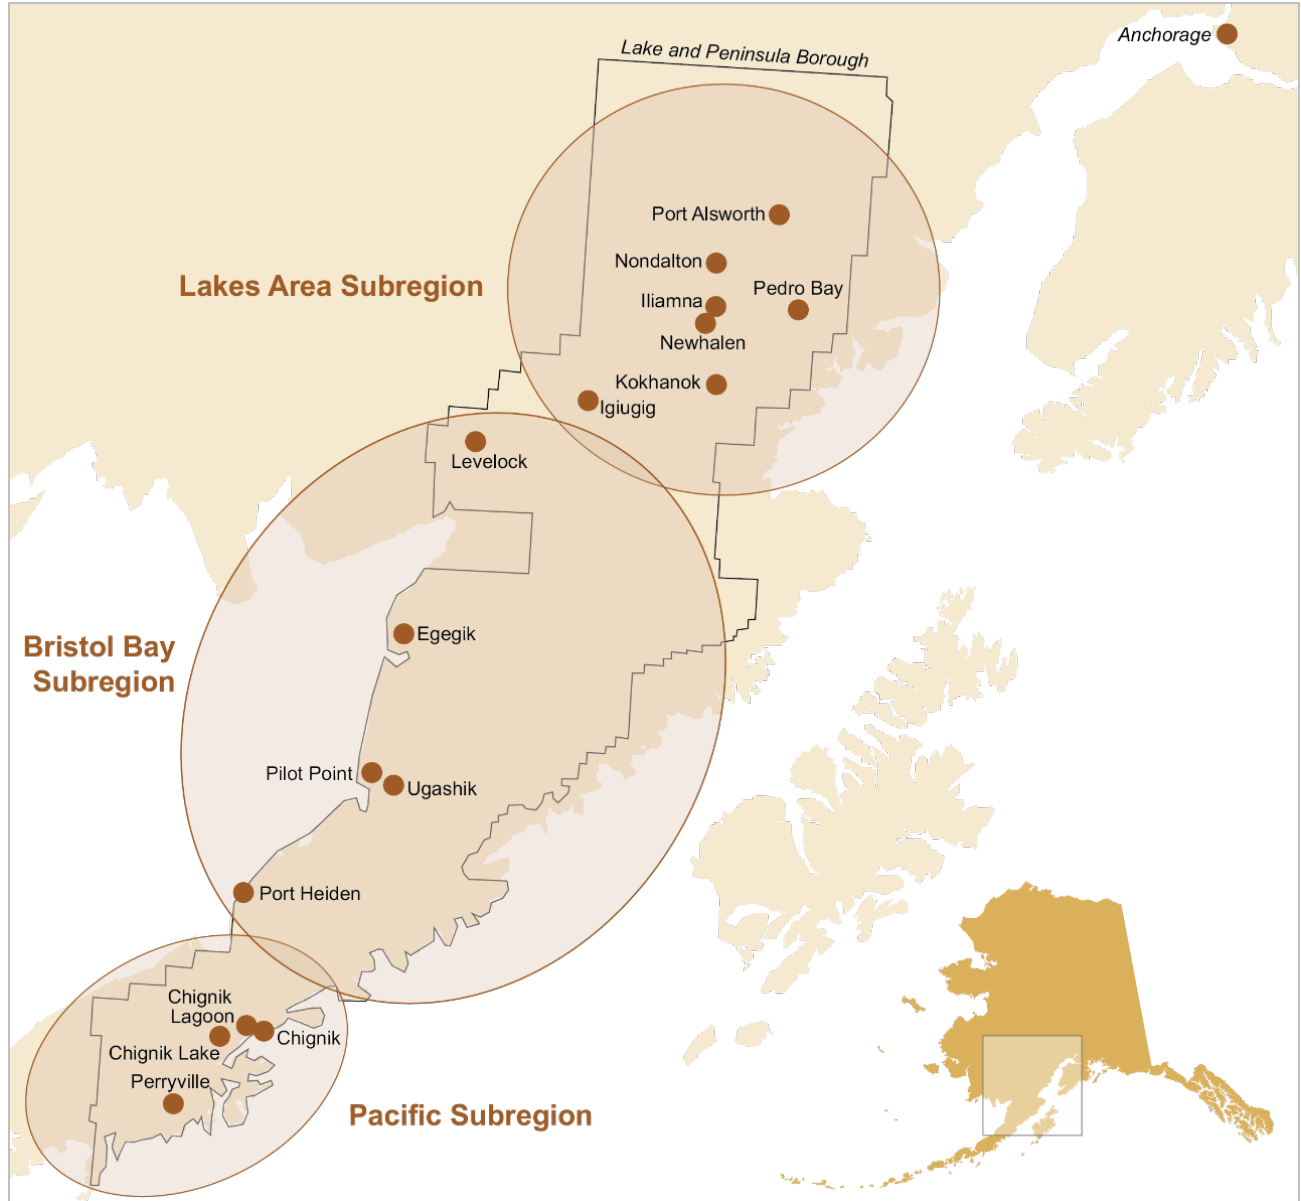 Lake and Peninsula Borough
Anchorage
Port Alsworth
Nondalton
Lakes Area Subregion
Pedro Bay
Iliamna
Newhalen
Kokhanok
Igiugig
Levelock
Egegik
Bristol Bay
Subregion
Pilot Point
Ugashik
Port Heiden
Chignik
Lagoon
Chignik
Chignik Lake
Perryville
Pacific Subregion